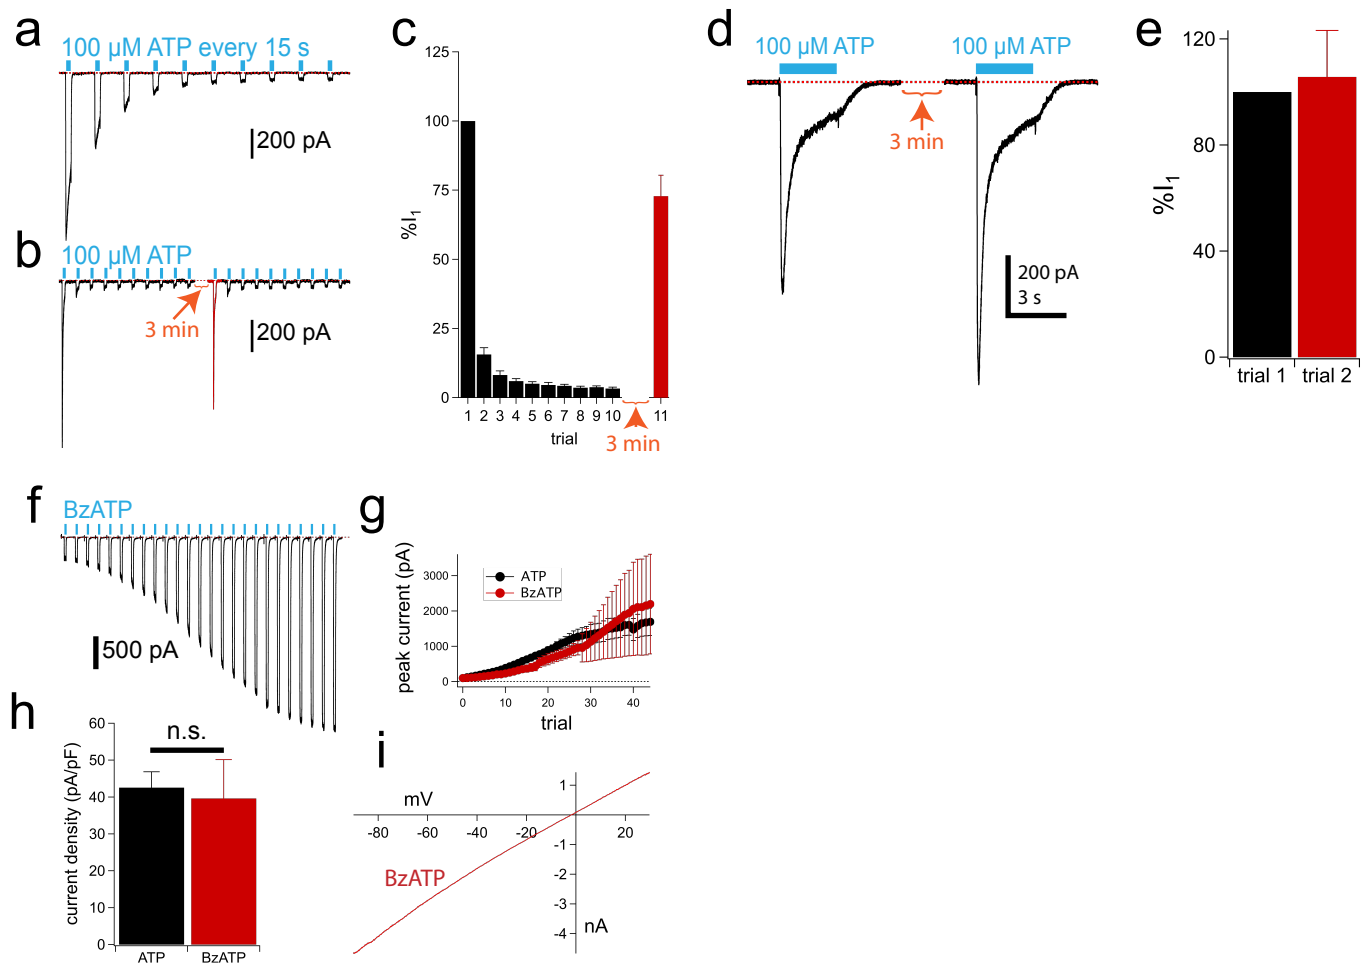 a
100 µM ATP every 15 s
200 pA
b
100 µM ATP
3 min
200 pA
c
125
100
75
50
25
0
%I1
1 2 3 4 5 6 7 8 9 10 11
trial
3 min
d
100 µM ATP 100 µM ATP
3 min
200 pA
3 s
e
120
80
40
0
%I1
trial 1 trial 2
f
BzATP
500 pA
g
3000
2000
1000
0
peak current (pA)
ATP
BzATP
0 10 20 30 40
trial
h
60
50
40
30
20
10
0
current density (pA/pF)
n.s.
ATP BzATP
i
mV
-80 -60 -40 -20 20
1
-1
-2
-3
-4
nA
BzATP